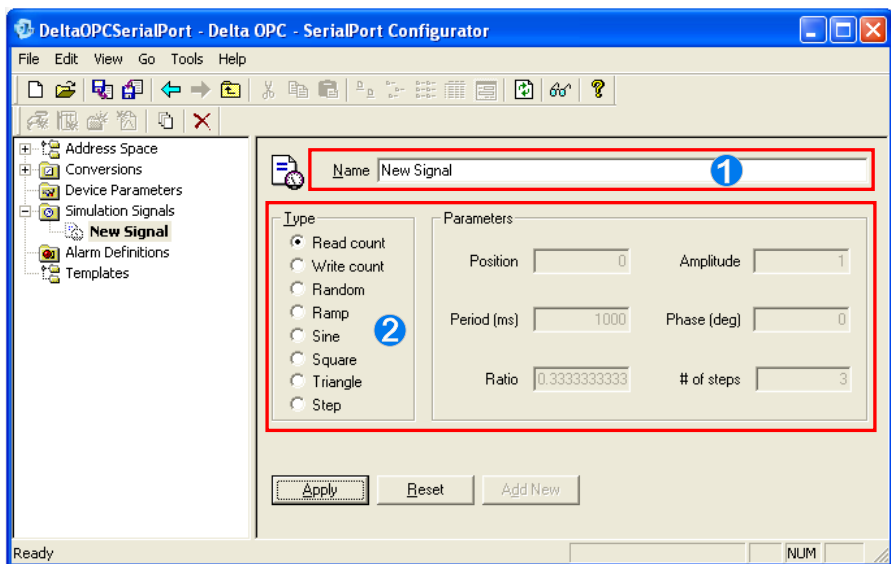 DeltaOPCSerialPort - Delta OPC - SerialPort Configurator
File Edit View Go Tools Help
Address Space
Conversions
Device Parameters
Simulation Signals
New Signal
Alarm Definitions
Templates
Name New Signal 1
Type
Read count
Write count
Random
Ramp
Sine
Square
Triangle
Step
2
Parameters
Position 0 Amplitude 1
Period (ms) 1000 Phase (deg) 0
Ratio 0.3333333333 # of steps 3
Apply Reset Add New
Ready NUM